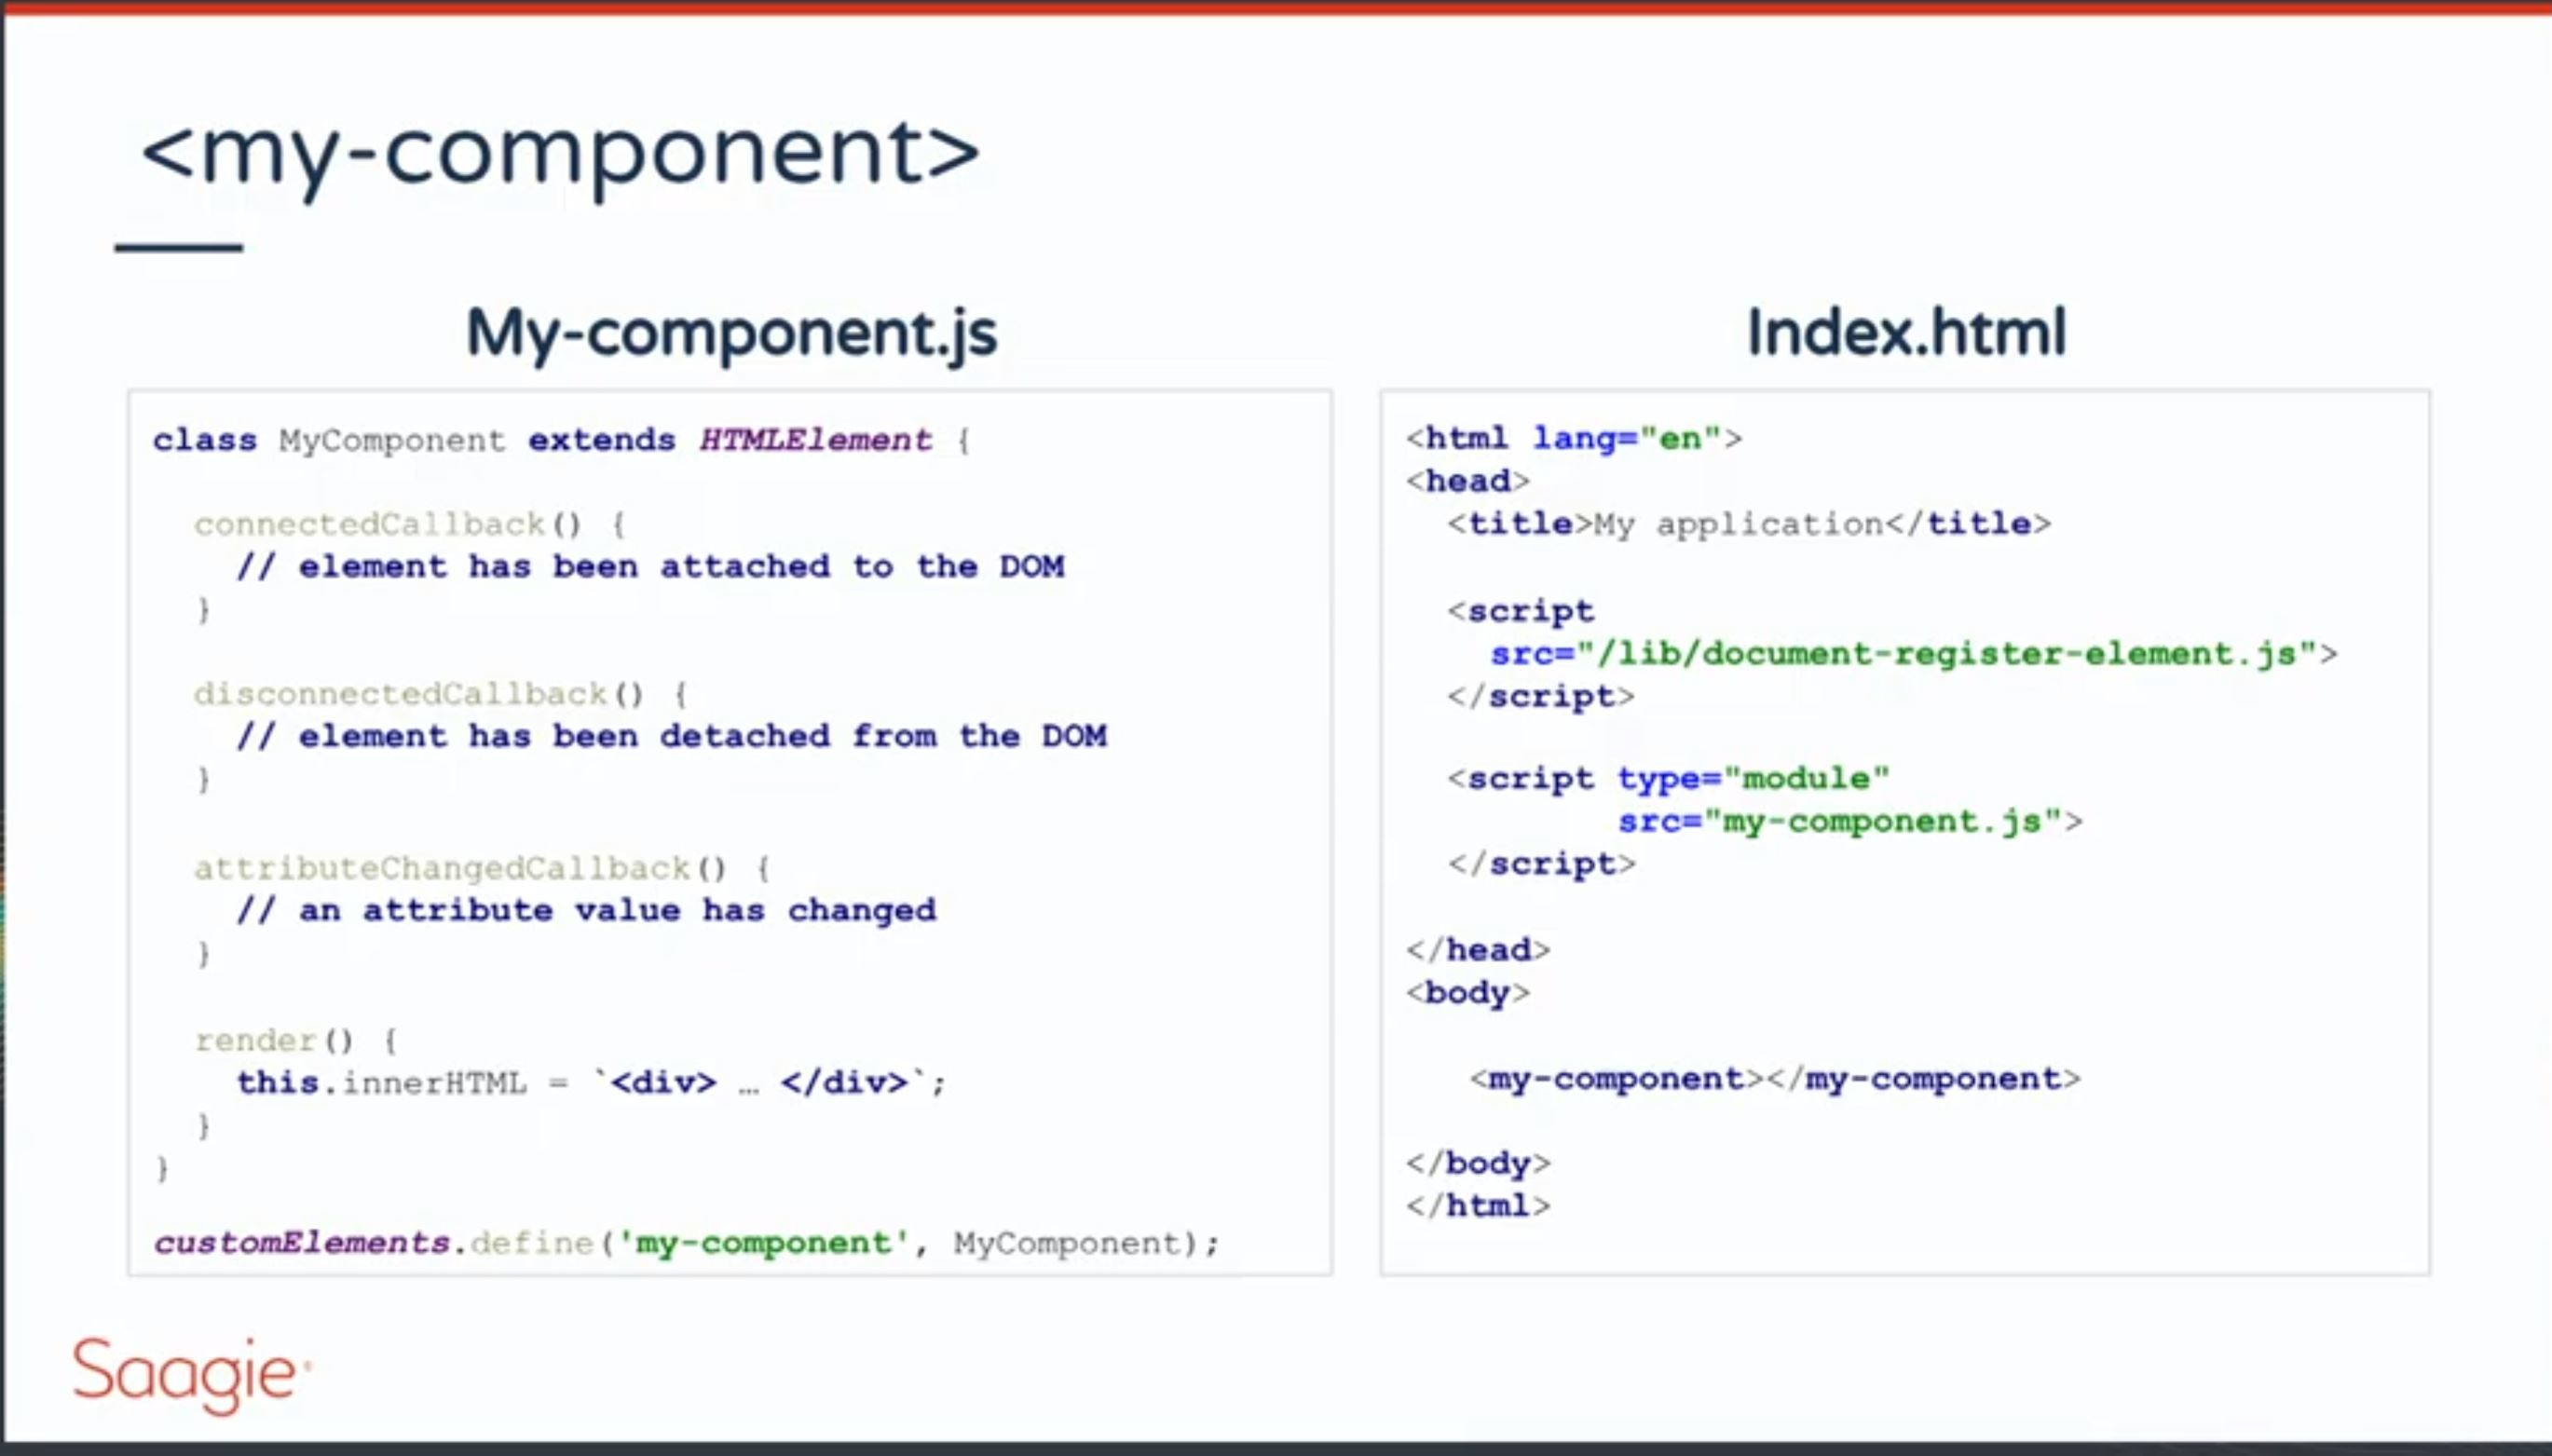 <my-component>
My-component.js
class MyComponent extends HTMLElement {
connectedCallback() {
// element has been attached to the DOM
}
disconnectedCallback() {
// element has been detached from the DOM
}
attributeChangedCallback() {
// an attribute value has changed
}
render() {
this.innerHTML = `<div> … </div>`;
}
}
customElements.define('my-component', MyComponent);
Index.html
<html lang="en">
<head>
<title>My application</title>
<script
src="/lib/document-register-element.js">
</script>
<script type="module"
src="my-component.js">
</script>
</head>
<body>
<my-component></my-component>
</body>
</html>
Saagie